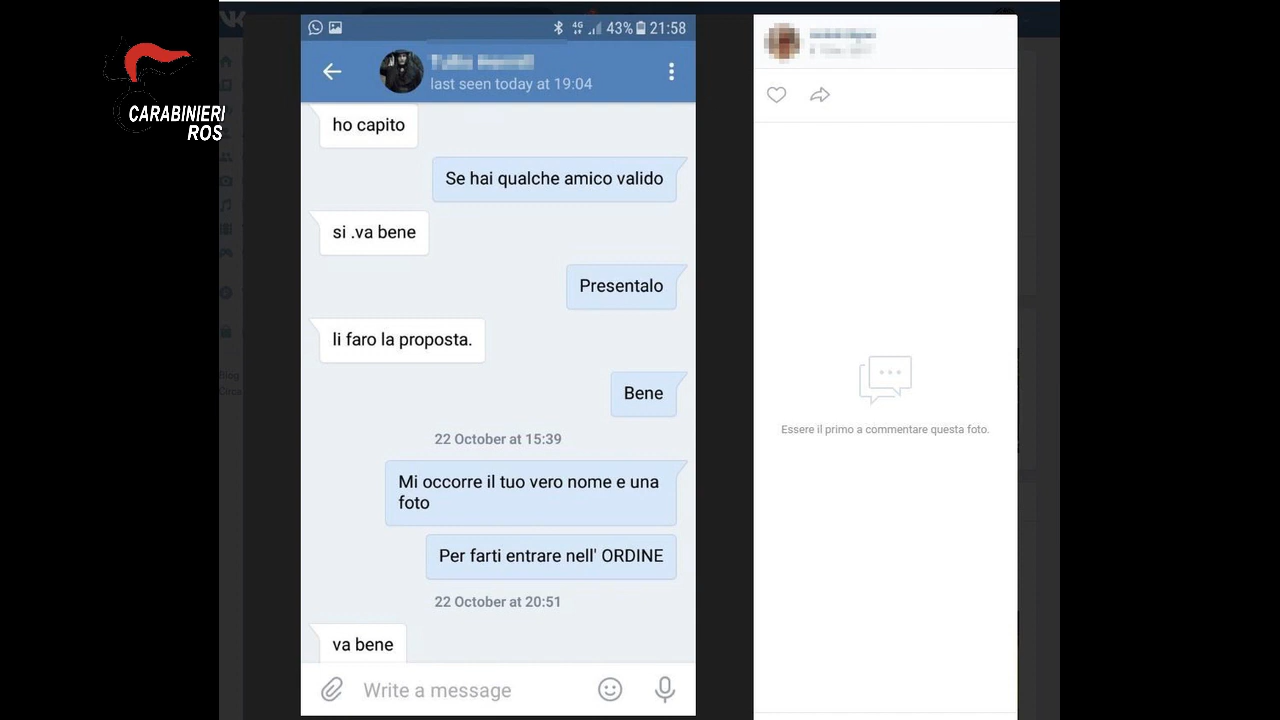 CARABINIERI
ROS
43%
21:58
last seen today at 19:04
ho capito
Se hai qualche amico valido
si .va bene
Presentalo
li faro la proposta.
Bene
22 October at 15:39
Mi occorre il tuo vero nome e una
foto
Per farti entrare nell' ORDINE
22 October at 20:51
va bene
Write a message
Essere il primo a commentare questa foto.
Blog